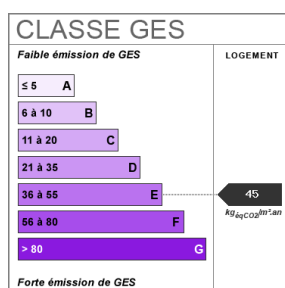 CLASSE GES
Faible émission de GES
LOGEMENT
≤ 5 A
6 à 10 B
11 à 20 C
21 à 35 D
36 à 55 E
45
kgéqCO2/m².an
56 à 80 F
> 80 G
Forte émission de GES